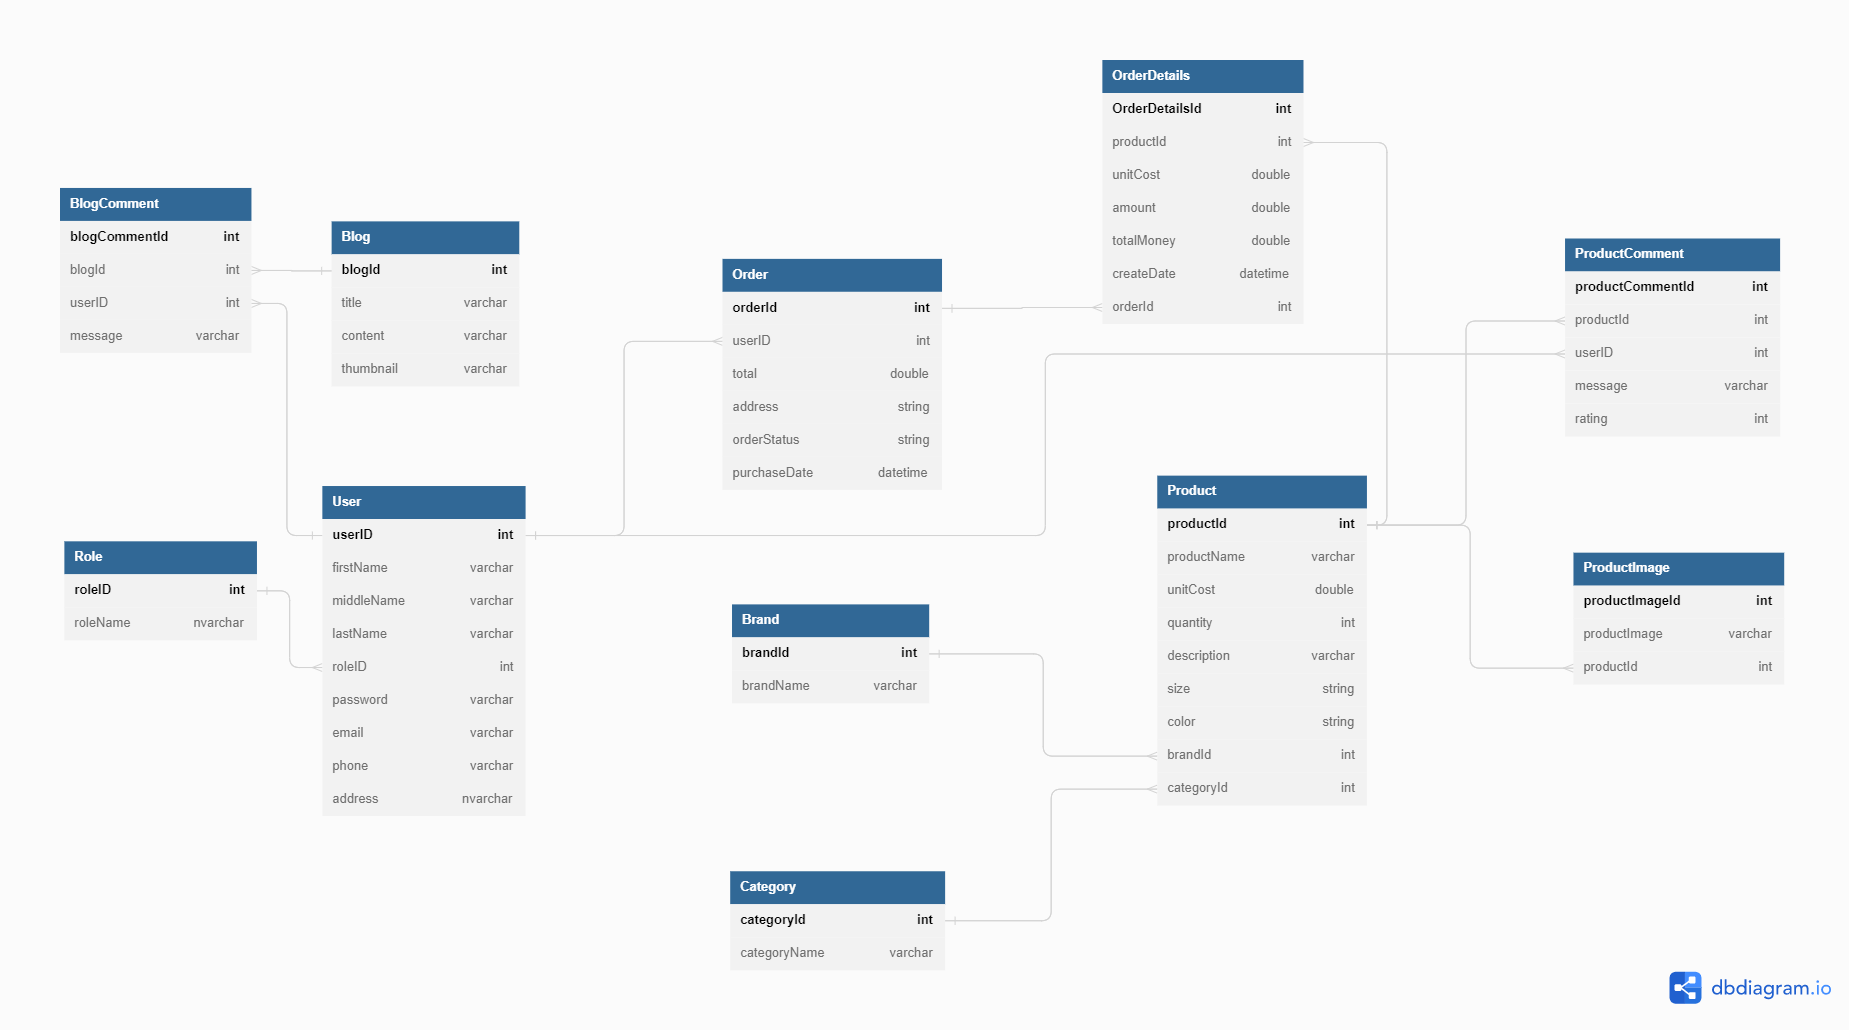 BlogComment
blogCommentId int
blogId int
userID int
message varchar
Blog
blogId int
title varchar
content varchar
thumbnail varchar
Order
orderId int
userID int
total double
address string
orderStatus string
purchaseDate datetime
OrderDetails
OrderDetailsId int
productId int
unitCost double
amount double
totalMoney double
createDate datetime
orderId int
ProductComment
productCommentId int
productId int
userID int
message varchar
rating int
User
userID int
firstName varchar
middleName varchar
lastName varchar
roleID int
password varchar
email varchar
phone varchar
address nvarchar
Role
roleID int
roleName nvarchar
Brand
brandId int
brandName varchar
Product
productId int
productName varchar
unitCost double
quantity int
description varchar
size string
color string
brandId int
categoryId int
ProductImage
productImageId int
productImage varchar
productId int
Category
categoryId int
categoryName varchar
dbdiagram.io